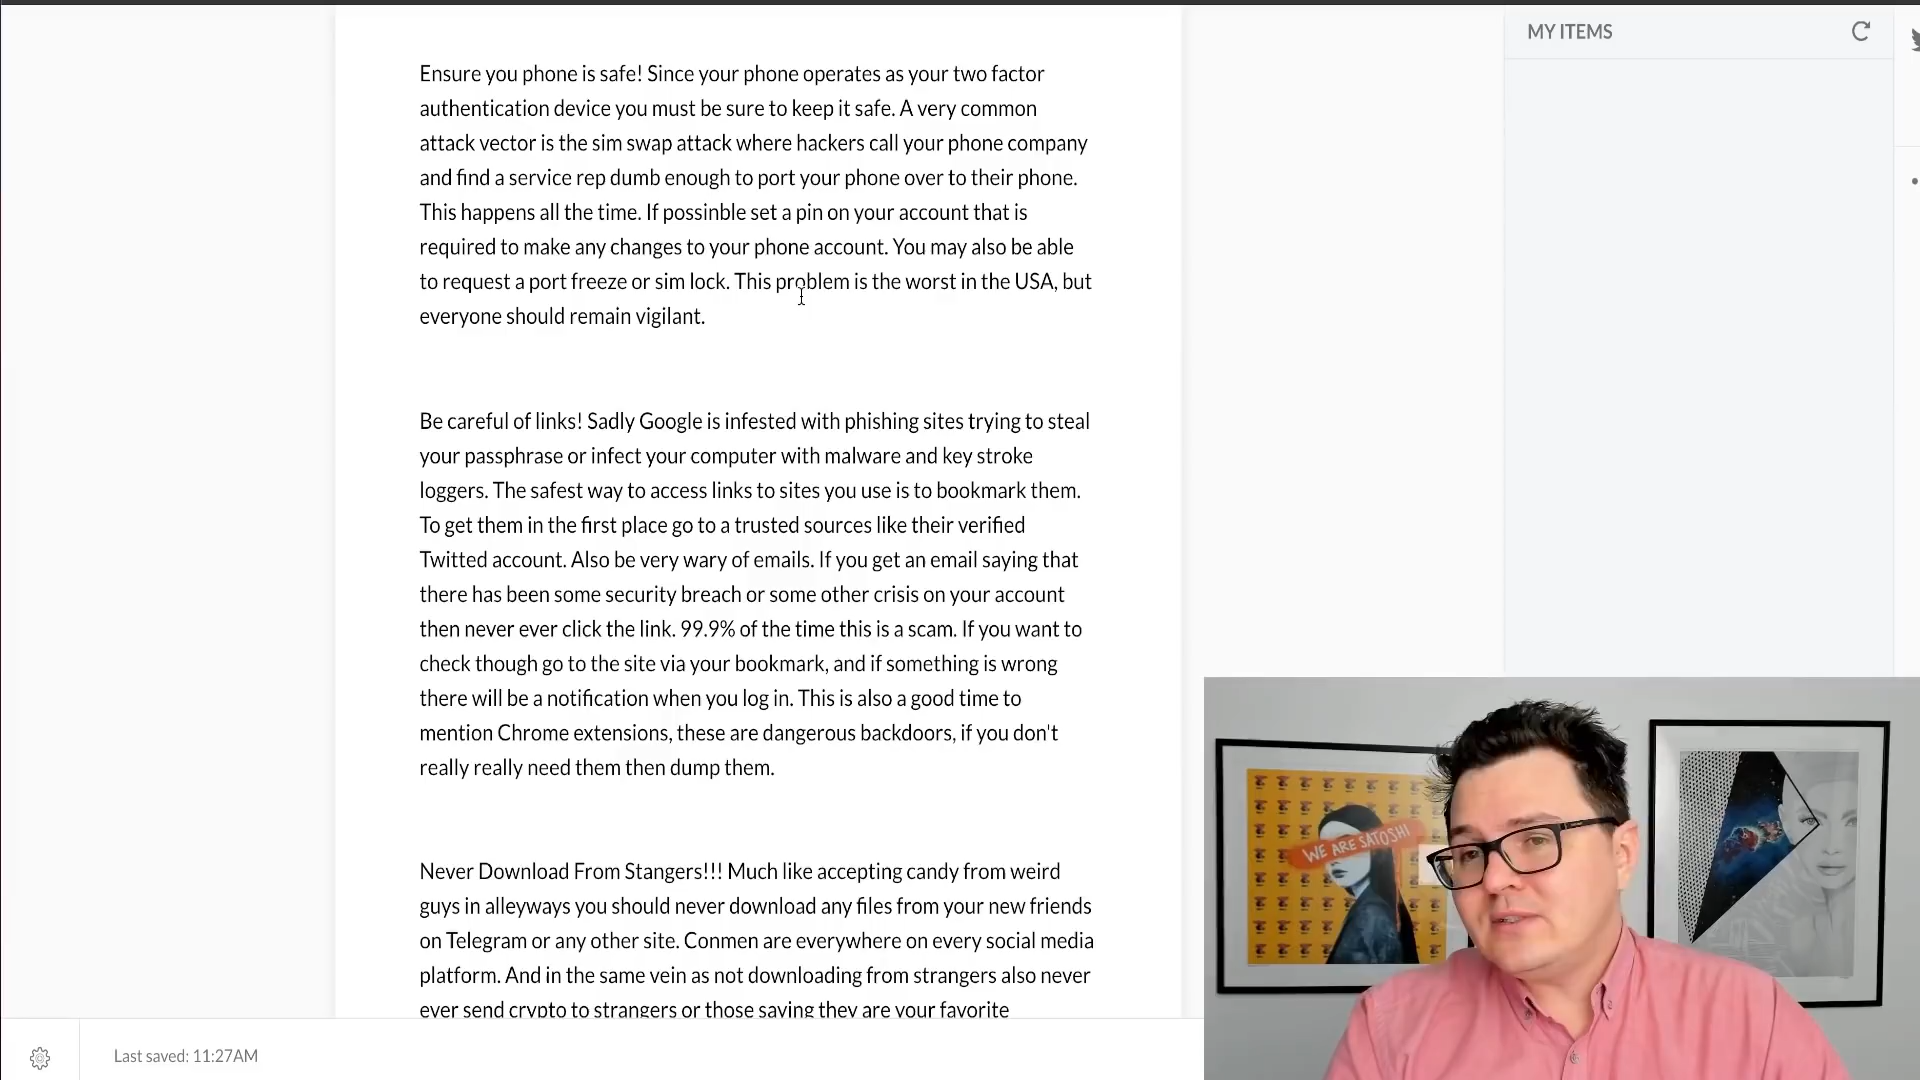 MY ITEMS
Ensure you phone is safe! Since your phone operates as your two factor
authentication device you must be sure to keep it safe. A very common
attack vector is the sim swap attack where hackers call your phone company
and find a service rep dumb enough to port your phone over to their phone.
This happens all the time. If possinble set a pin on your account that is
required to make any changes to your phone account. You may also be able
to request a port freeze or sim lock. This problem is the worst in the USA, but
everyone should remain vigilant.
Be careful of links! Sadly Google is infested with phishing sites trying to steal
your passphrase or infect your computer with malware and key stroke
loggers. The safest way to access links to sites you use is to bookmark them.
To get them in the first place go to a trusted sources like their verified
Twitted account. Also be very wary of emails. If you get an email saying that
there has been some security breach or some other crisis on your account
then never ever click the link. 99.9% of the time this is a scam. If you want to
check though go to the site via your bookmark, and if something is wrong
there will be a notification when you log in. This is also a good time to
mention Chrome extensions, these are dangerous backdoors, if you don't
really really need them then dump them.
Never Download From Stangers!!! Much like accepting candy from weird
guys in alleyways you should never download any files from your new friends
on Telegram or any other site. Conmen are everywhere on every social media
platform. And in the same vein as not downloading from strangers also never
ever send crypto to strangers or those saying they are your favorite
WE ARE SATOSHI
Last saved: 11:27AM